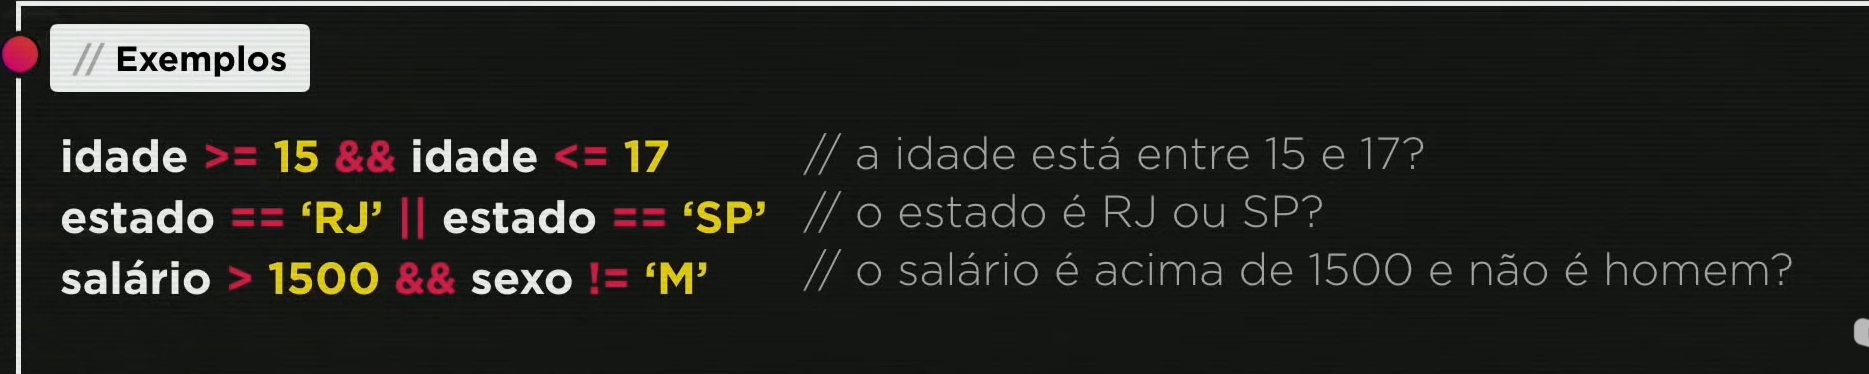 // Exemplos
idade >= 15 && idade <= 17 // a idade está entre 15 e 17?
estado == ‘RJ’ || estado == ‘SP’ // o estado é RJ ou SP?
salário > 1500 && sexo != ‘M’ // o salário é acima de 1500 e não é homem?